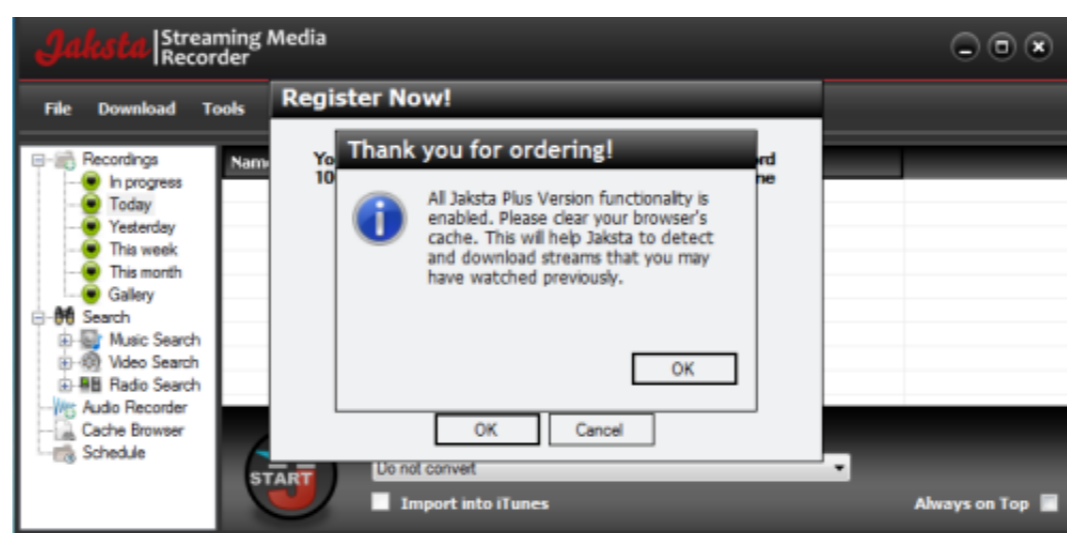 Jaksta Streaming Media
Recorder
File Download Tools
Register Now!
Thank you for ordering!
Recordings
In progress
Today
Yesterday
This week
This month
Gallery
Search
Music Search
Video Search
Radio Search
Audio Recorder
Cache Browser
Schedule
Yo
10
All Jaksta Plus Version functionality is
enabled. Please clear your browser's
cache. This will help Jaksta to detect
and download streams that you may
have watched previously.
OK
OK Cancel
START
Do not convert
Import into iTunes
Always on Top